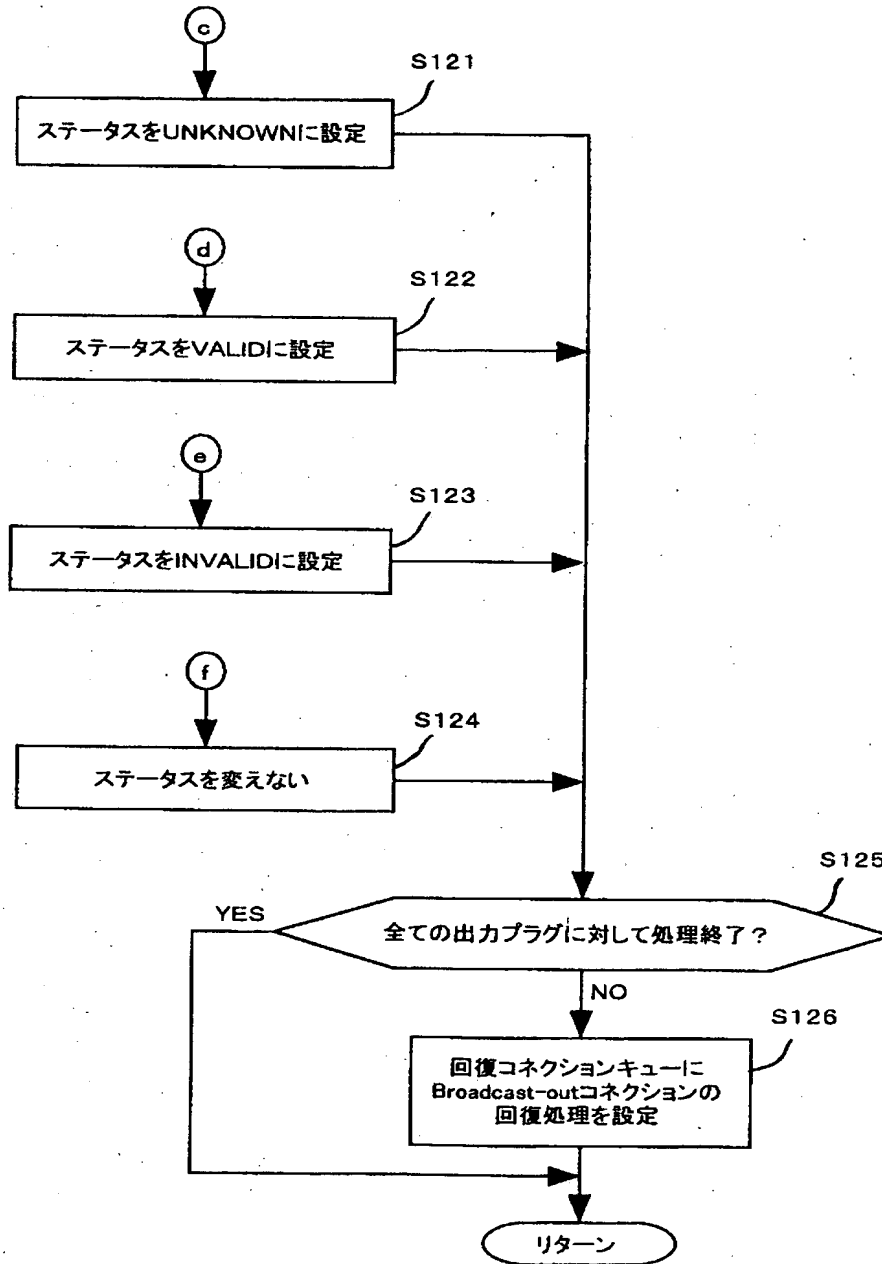 c
S121
ステータスをUNKNOWNに設定
d
S122
ステータスをVALIDに設定
e
S123
ステータスをINVALIDに設定
f
S124
ステータスを変えない
S125
YES
全ての出力プラグに対して処理終了？
NO
S126
回復コネクションキューに
Broadcast-outコネクションの
回復処理を設定
リターン